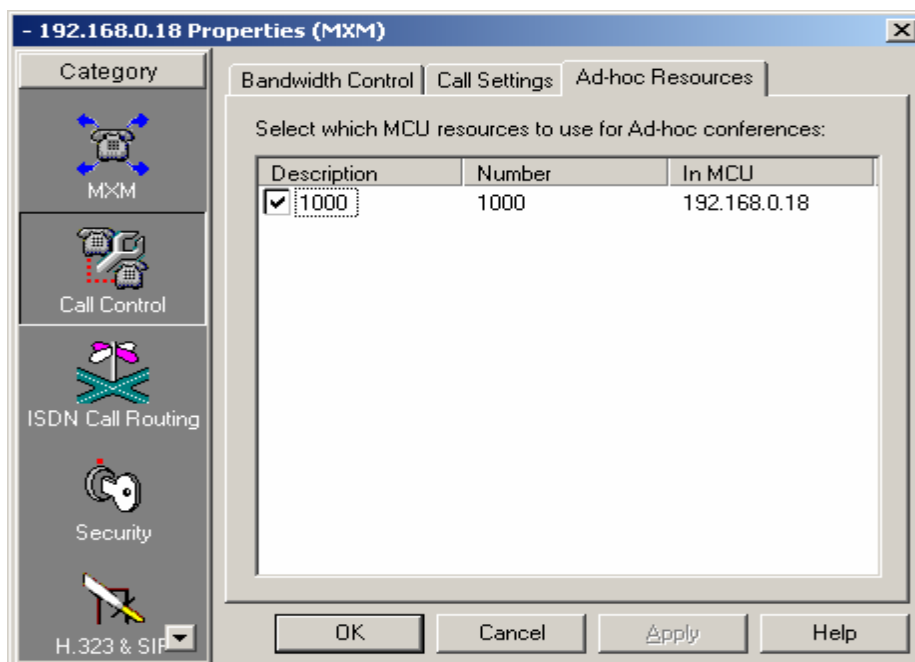 - 192.168.0.18 Properties (MXM)
Category
MXM
Call Control
ISDN Call Routing
Security
H.323 & SIP
Bandwidth Control
Call Settings
Ad-hoc Resources
Select which MCU resources to use for Ad-hoc conferences:
Description Number In MCU
1000 1000 192.168.0.18
OK Cancel Apply Help